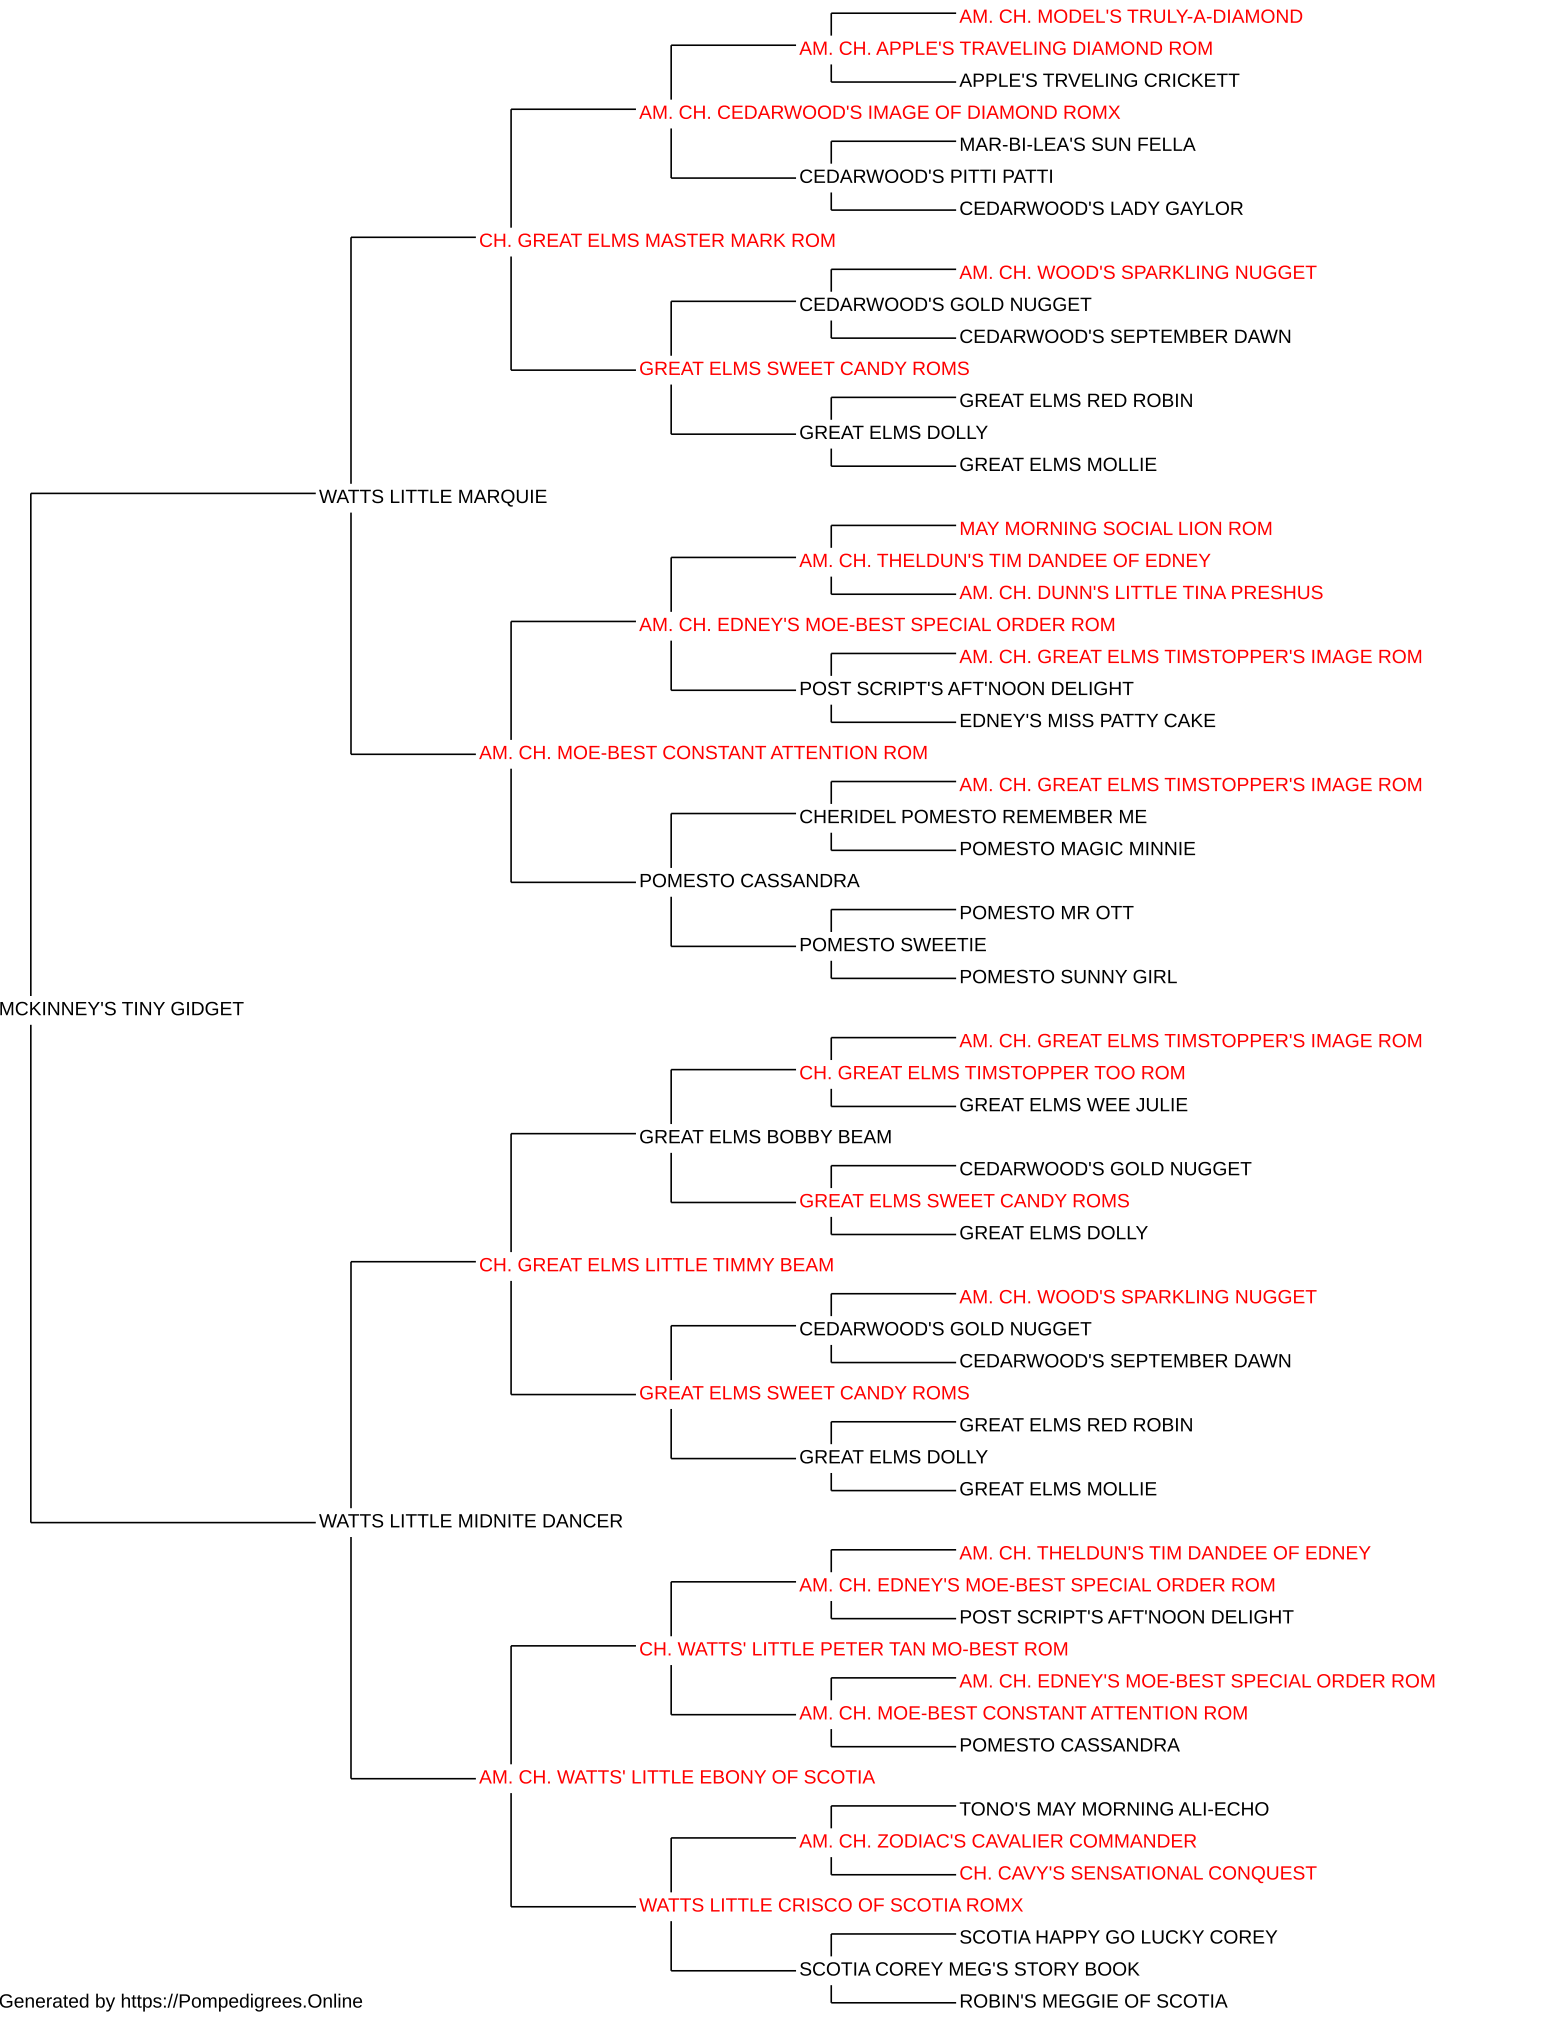 AM. CH. MODEL'S TRULY-A-DIAMOND
AM. CH. APPLE'S TRAVELING DIAMOND ROM
APPLE'S TRVELING CRICKETT
AM. CH. CEDARWOOD'S IMAGE OF DIAMOND ROMX
MAR-BI-LEA'S SUN FELLA
CEDARWOOD'S PITTI PATTI
CEDARWOOD'S LADY GAYLOR
CH. GREAT ELMS MASTER MARK ROM
AM. CH. WOOD'S SPARKLING NUGGET
CEDARWOOD'S GOLD NUGGET
CEDARWOOD'S SEPTEMBER DAWN
GREAT ELMS SWEET CANDY ROMS
GREAT ELMS RED ROBIN
GREAT ELMS DOLLY
GREAT ELMS MOLLIE
WATTS LITTLE MARQUIE
MAY MORNING SOCIAL LION ROM
AM. CH. THELDUN'S TIM DANDEE OF EDNEY
AM. CH. DUNN'S LITTLE TINA PRESHUS
AM. CH. EDNEY'S MOE-BEST SPECIAL ORDER ROM
AM. CH. GREAT ELMS TIMSTOPPER'S IMAGE ROM
POST SCRIPT'S AFT'NOON DELIGHT
EDNEY'S MISS PATTY CAKE
AM. CH. MOE-BEST CONSTANT ATTENTION ROM
AM. CH. GREAT ELMS TIMSTOPPER'S IMAGE ROM
CHERIDEL POMESTO REMEMBER ME
POMESTO MAGIC MINNIE
POMESTO CASSANDRA
POMESTO MR OTT
POMESTO SWEETIE
POMESTO SUNNY GIRL
MCKINNEY'S TINY GIDGET
AM. CH. GREAT ELMS TIMSTOPPER'S IMAGE ROM
CH. GREAT ELMS TIMSTOPPER TOO ROM
GREAT ELMS WEE JULIE
GREAT ELMS BOBBY BEAM
CEDARWOOD'S GOLD NUGGET
GREAT ELMS SWEET CANDY ROMS
GREAT ELMS DOLLY
CH. GREAT ELMS LITTLE TIMMY BEAM
AM. CH. WOOD'S SPARKLING NUGGET
CEDARWOOD'S GOLD NUGGET
CEDARWOOD'S SEPTEMBER DAWN
GREAT ELMS SWEET CANDY ROMS
GREAT ELMS RED ROBIN
GREAT ELMS DOLLY
GREAT ELMS MOLLIE
WATTS LITTLE MIDNITE DANCER
AM. CH. THELDUN'S TIM DANDEE OF EDNEY
AM. CH. EDNEY'S MOE-BEST SPECIAL ORDER ROM
POST SCRIPT'S AFT'NOON DELIGHT
CH. WATTS' LITTLE PETER TAN MO-BEST ROM
AM. CH. EDNEY'S MOE-BEST SPECIAL ORDER ROM
AM. CH. MOE-BEST CONSTANT ATTENTION ROM
POMESTO CASSANDRA
AM. CH. WATTS' LITTLE EBONY OF SCOTIA
TONO'S MAY MORNING ALI-ECHO
AM. CH. ZODIAC'S CAVALIER COMMANDER
CH. CAVY'S SENSATIONAL CONQUEST
WATTS LITTLE CRISCO OF SCOTIA ROMX
SCOTIA HAPPY GO LUCKY COREY
SCOTIA COREY MEG'S STORY BOOK
ROBIN'S MEGGIE OF SCOTIA
Generated by https://Pompedigrees.Online